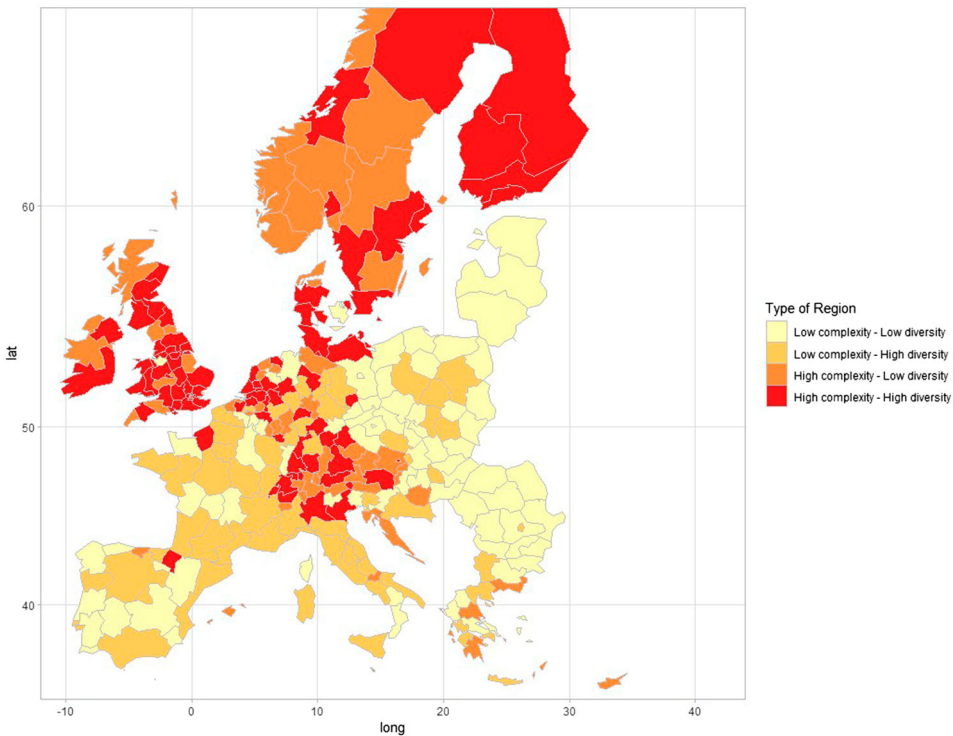 60
50
40
lat
-10
0
10
20
30
40
long
Type of Region
Low complexity - Low diversity
Low complexity - High diversity
High complexity - Low diversity
High complexity - High diversity